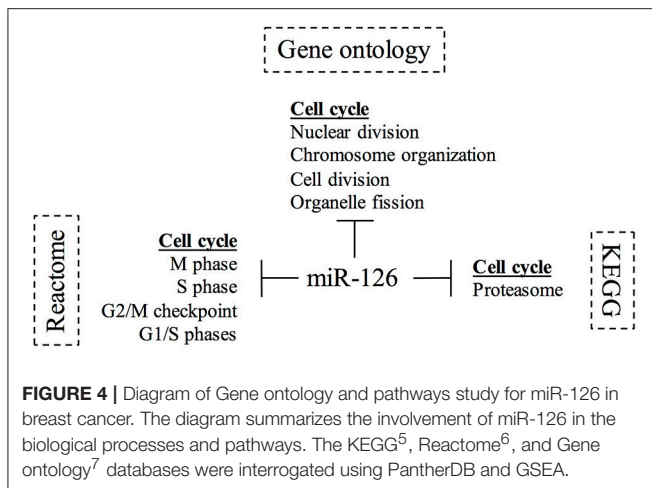 Gene ontology
Cell cycle
Nuclear division
Chromosome organization
Cell division
Organelle fission
Reactome
Cell cycle
M phase
S phase
G2/M checkpoint
G1/S phases
miR-126
Cell cycle
Proteasome
KEGG
FIGURE 4 | Diagram of Gene ontology and pathways study for miR-126 in
breast cancer. The diagram summarizes the involvement of miR-126 in the
biological processes and pathways. The KEGG⁵, Reactome⁶, and Gene
ontology⁷ databases were interrogated using PantherDB and GSEA.